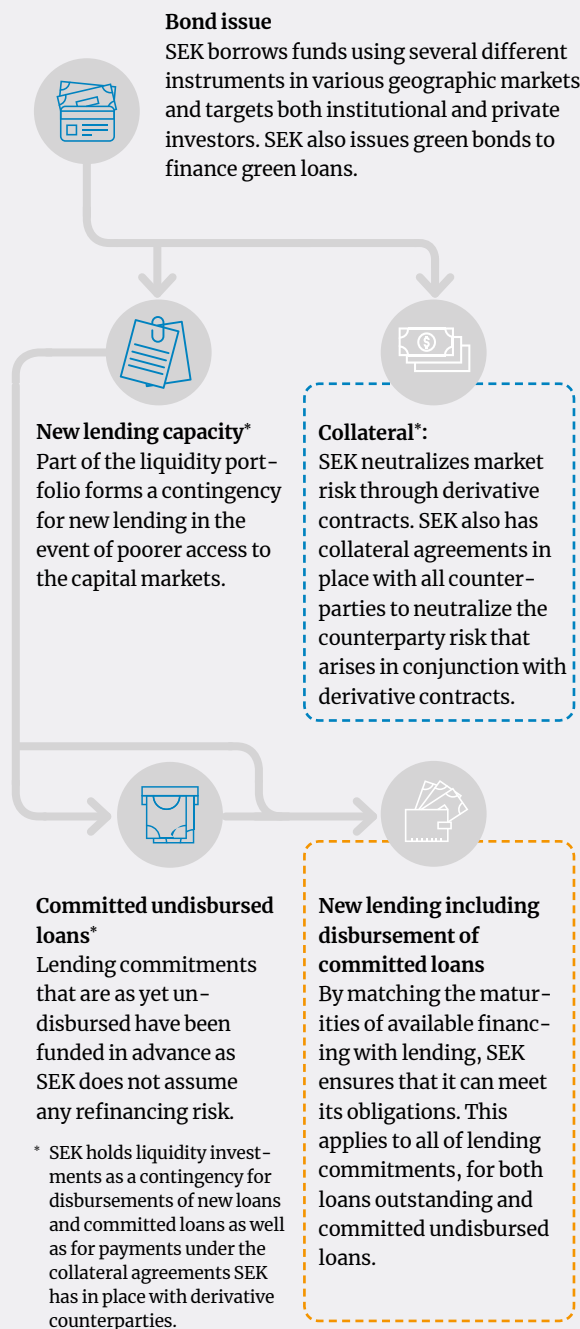 Bond issue
SEK borrows funds using several different
instruments in various geographic markets
and targets both institutional and private
investors. SEK also issues green bonds to
finance green loans.
New lending capacity*
Part of the liquidity port-
folio forms a contingency
for new lending in the
event of poorer access to
the capital markets.
Collateral*:
SEK neutralizes market
risk through derivative
contracts. SEK also has
collateral agreements in
place with all counter-
parties to neutralize the
counterparty risk that
arises in conjunction with
derivative contracts.
Committed undisbursed
loans*
Lending commitments
that are as yet un-
disbursed have been
funded in advance as
SEK does not assume
any refinancing risk.
* SEK holds liquidity invest-
ments as a contingency for
disbursements of new loans
and committed loans as well
as for payments under the
collateral agreements SEK
has in place with derivative
counterparties.
New lending including
disbursement of
committed loans
By matching the matur-
ities of available financ-
ing with lending, SEK
ensures that it can meet
its obligations. This
applies to all of lending
commitments, for both
loans outstanding and
committed undisbursed
loans.